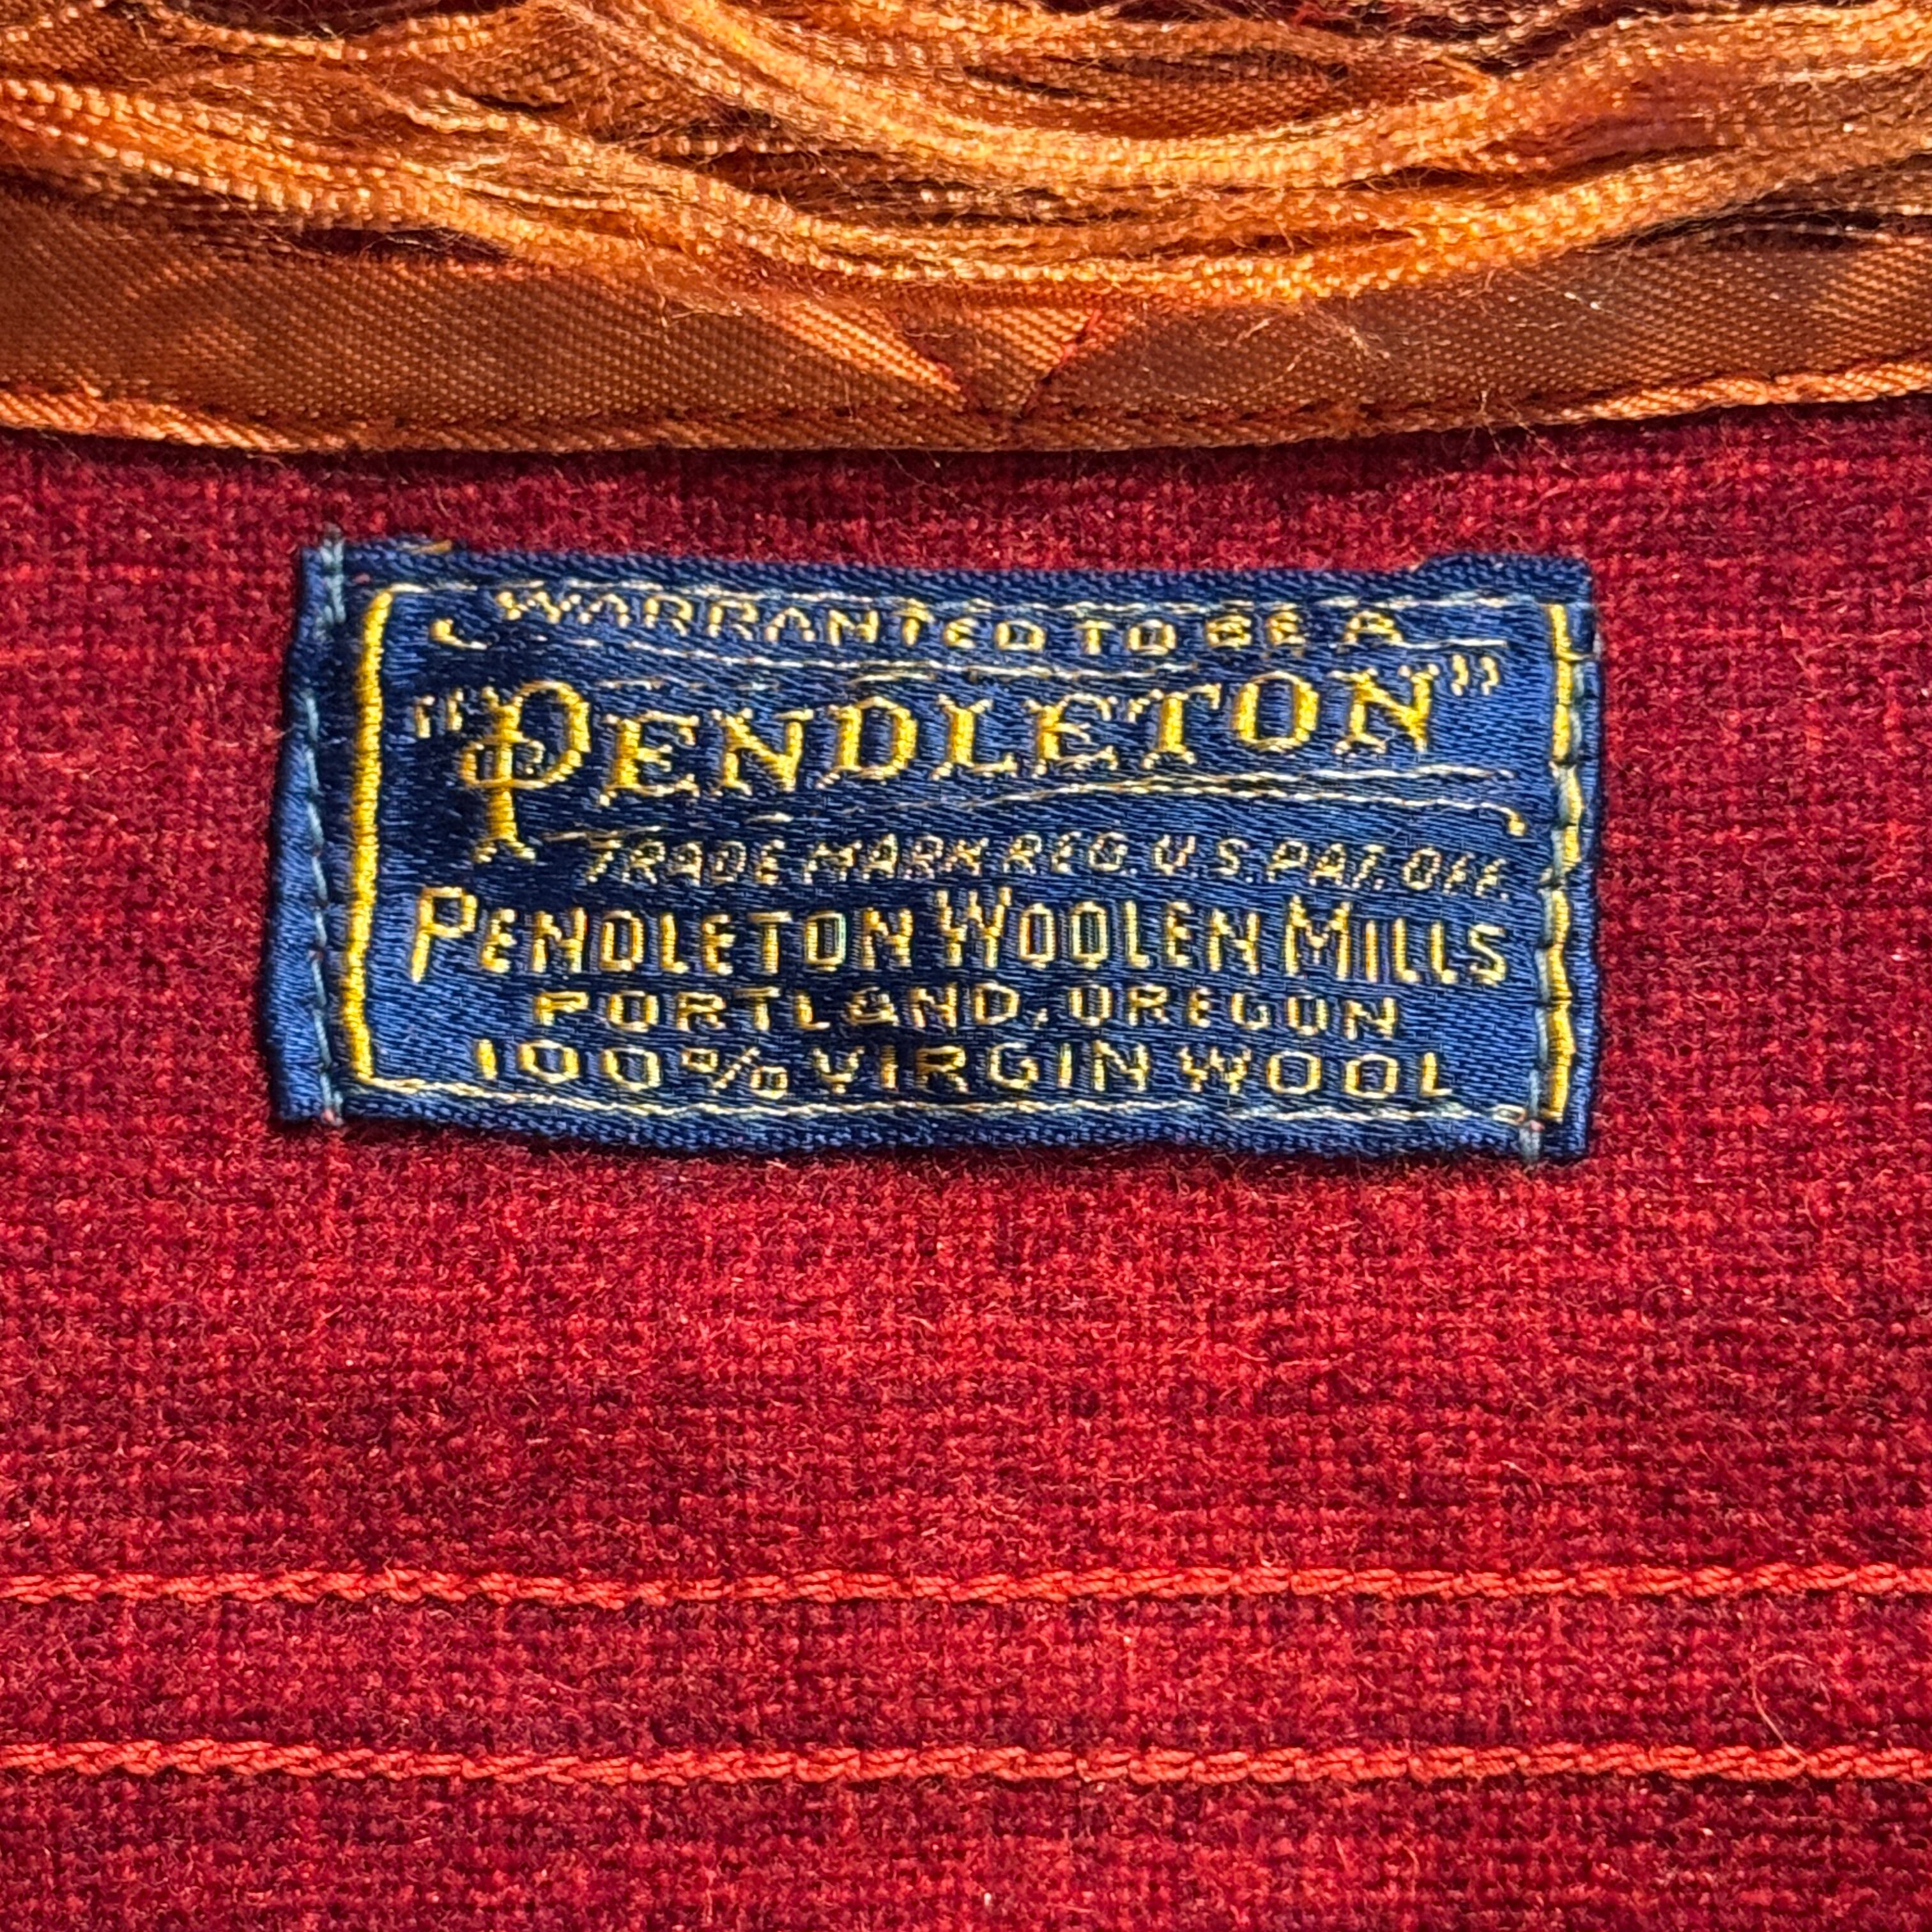 WARRANTED TO BE A
"PENDLETON"
TRADE MARK REG. U.S. PAT. OFF.
PENDLETON WOOLEN MILLS
PORTLAND, OREGON
100% VIRGIN WOOL